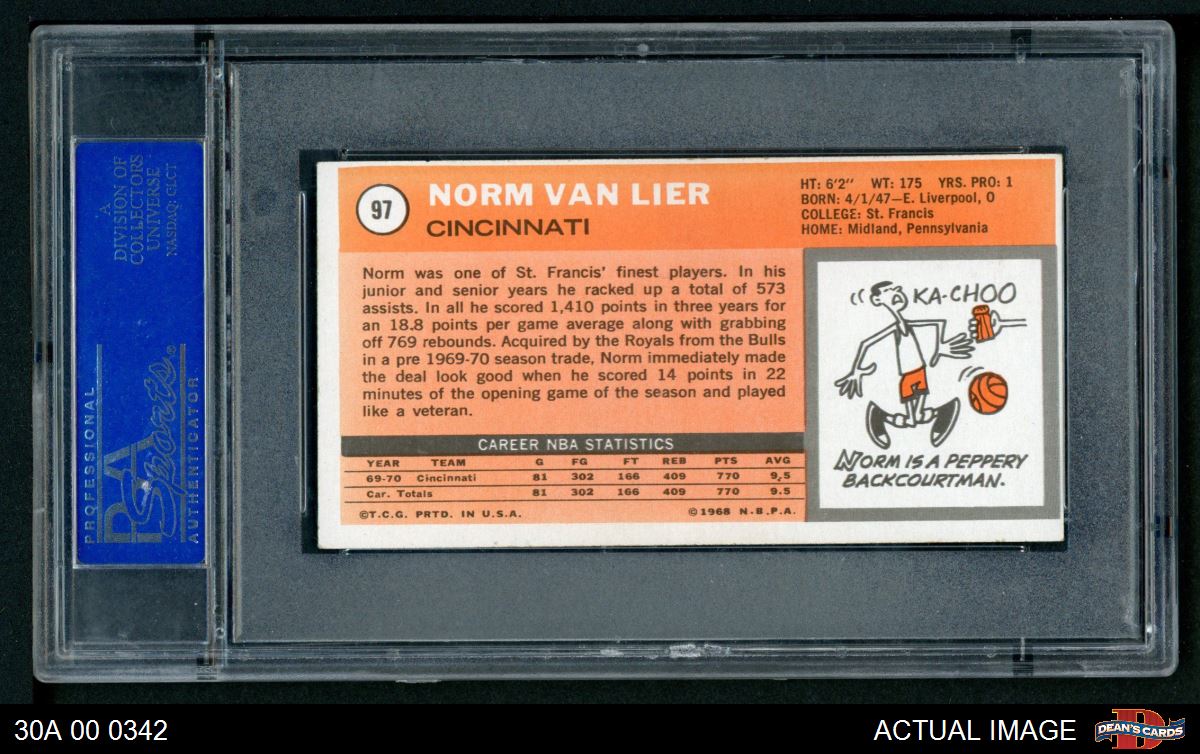 A
DIVISION OF
COLLECTORS
UNIVERSE
NASDAQ: CLCT
PROFESSIONAL
PSA
Sports®
AUTHENTICATOR
97
NORM VAN LIER
CINCINNATI
HT: 6'2'' WT: 175 YRS. PRO: 1
BORN: 4/1/47—E. Liverpool, O
COLLEGE: St. Francis
HOME: Midland, Pennsylvania
Norm was one of St. Francis' finest players. In his
junior and senior years he racked up a total of 573
assists. In all he scored 1,410 points in three years for
an 18.8 points per game average along with grabbing
off 769 rebounds. Acquired by the Royals from the Bulls
in a pre 1969-70 season trade, Norm immediately made
the deal look good when he scored 14 points in 22
minutes of the opening game of the season and played
like a veteran.
KA-CHOO
NORM IS A PEPPERY
BACKCOURTMAN.
CAREER NBA STATISTICS
YEAR TEAM G FG FT REB PTS AVG
69-70 Cincinnati 81 302 166 409 770 9.5
Car. Totals 81 302 166 409 770 9.5
©T.C.G. PRTD. IN U.S.A. ©1968 N.B.P.A.
30A 00 0342
ACTUAL IMAGE
DEAN'S CARDS